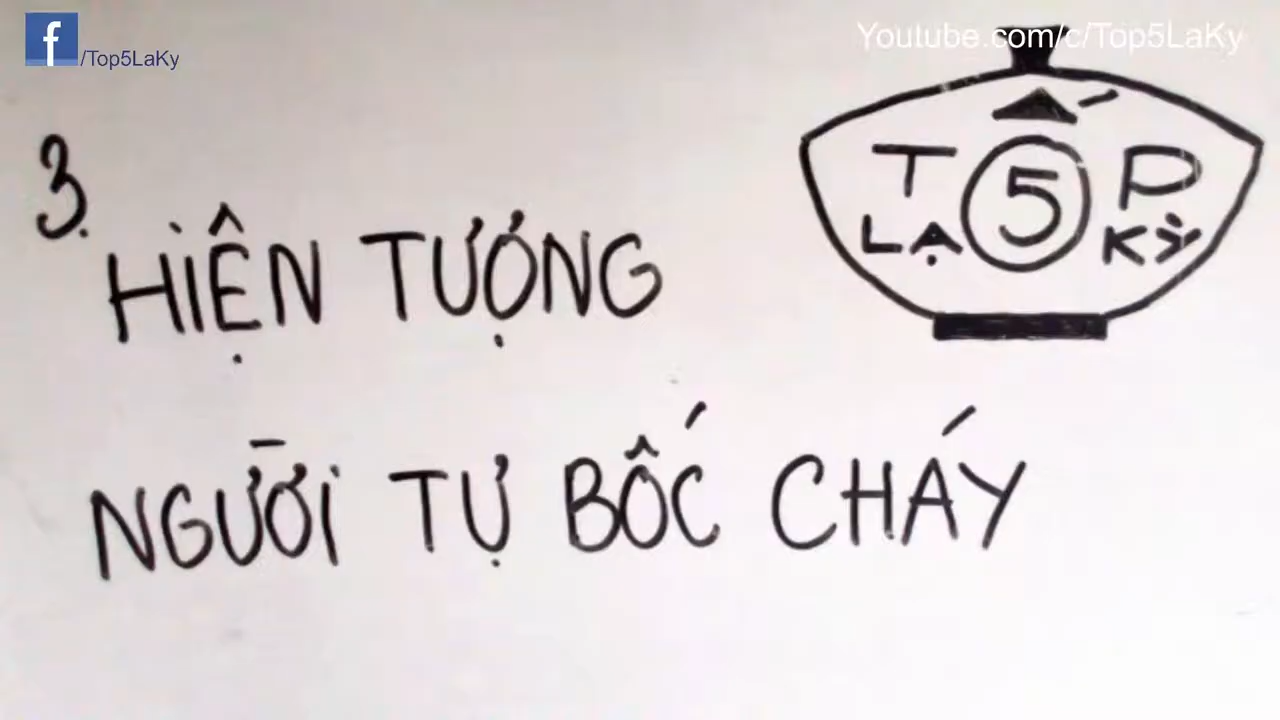 /Top5LaKy
Youtube.com/c/Top5LaKy
TỐP 5
LẠ KỲ
3.
HIỆN TƯỢNG
NGƯỜI TỰ BỐC CHÁY